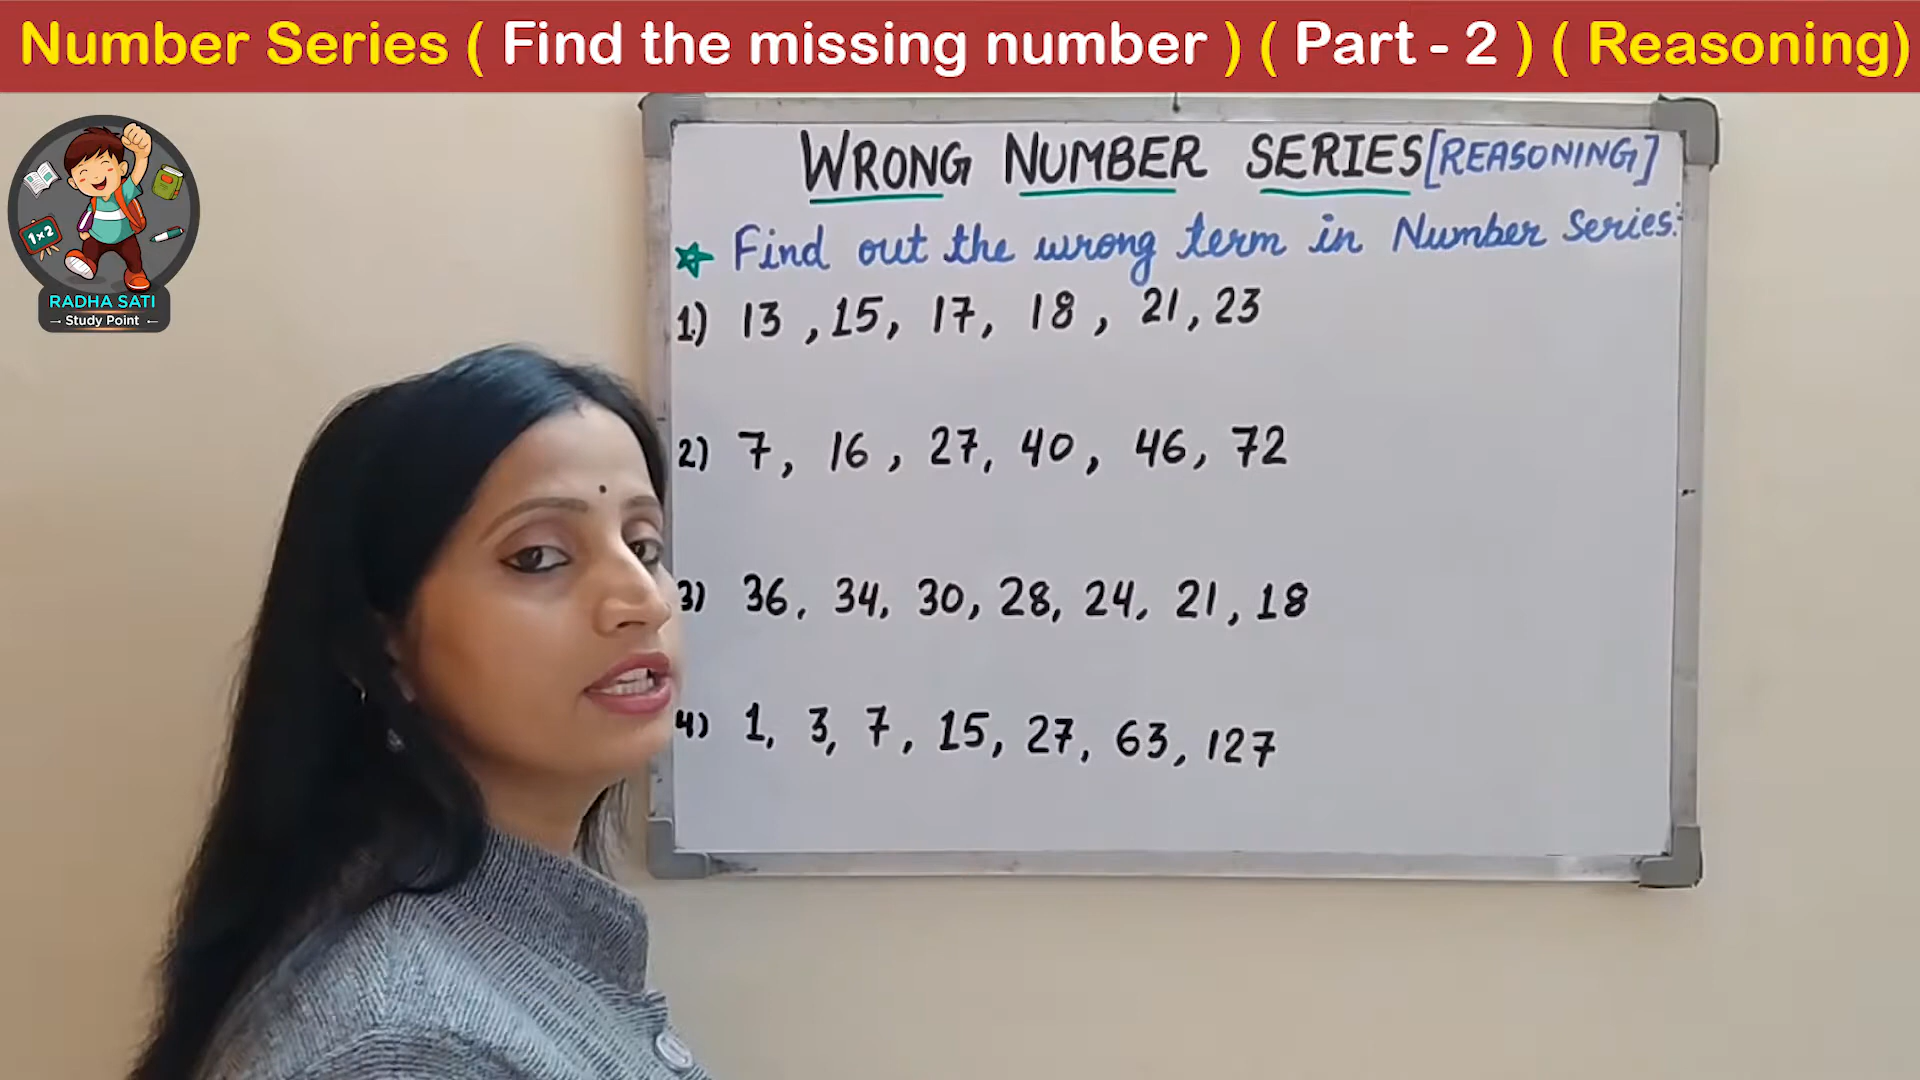 Number Series ( Find the missing number ) ( Part - 2 ) ( Reasoning)
1x2
RADHA SATI
Study Point
WRONG NUMBER SERIES [REASONING]
Find out the wrong term in Number Series:
1) 13, 15, 17, 18, 21, 23
2) 7, 16, 27, 40, 46, 72
3) 36, 34, 30, 28, 24, 21, 18
4) 1, 3, 7, 15, 27, 63, 127